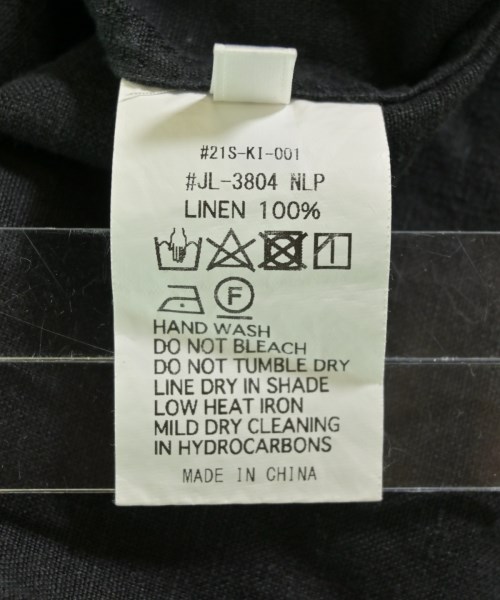 #21S-KI-001
#JL-3804 NLP
LINEN 100%
F
HAND WASH
DO NOT BLEACH
DO NOT TUMBLE DRY
LINE DRY IN SHADE
LOW HEAT IRON
MILD DRY CLEANING
IN HYDROCARBONS
MADE IN CHINA